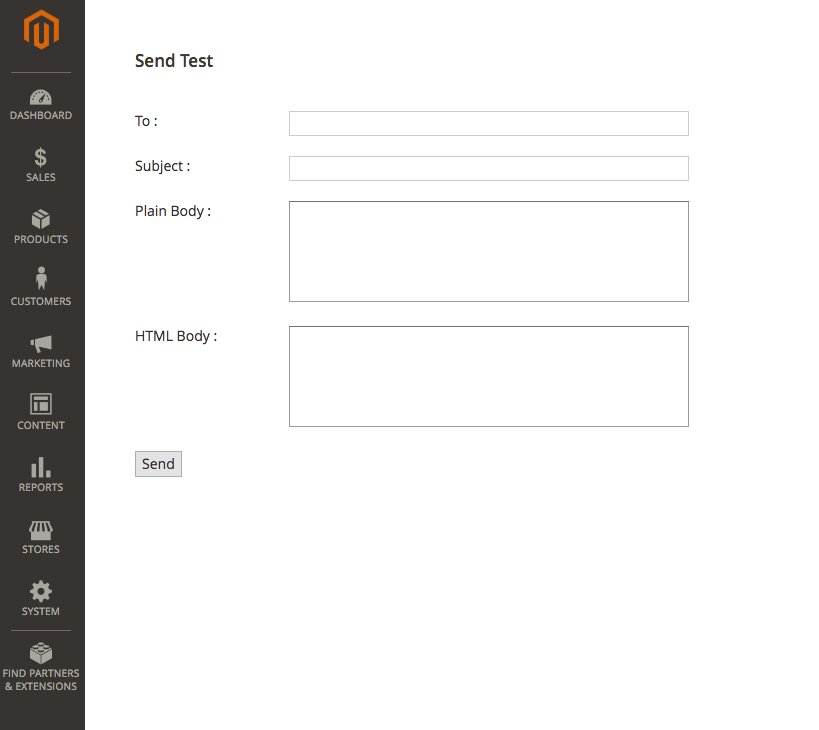 DASHBOARD
SALES
PRODUCTS
CUSTOMERS
MARKETING
CONTENT
REPORTS
STORES
SYSTEM
FIND PARTNERS
& EXTENSIONS
Send Test
To :
Subject :
Plain Body :
HTML Body :
Send